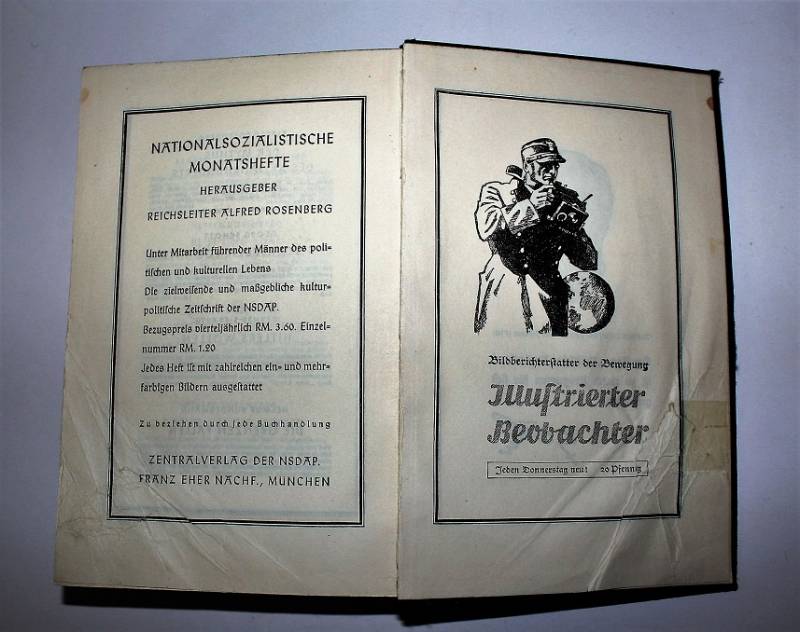 NATIONALSOZIALISTISCHE
MONATSHEFTE
HERAUSGEBER
REICHSLEITER ALFRED ROSENBERG
Unter Mitarbeit führender Männer des poli-
tischen und kulturellen Lebens
Die zielweisende und maßgebliche kultur-
politische Zeitschrift der NSDAP.
Bezugspreis vierteljährlich RM. 3.60. Einzel-
nummer RM. 1.20
Jedes Heft ist mit zahlreichen ein- und mehr-
farbigen Bildern ausgestattet
Zu beziehen durch jede Buchhandlung
ZENTRALVERLAG DER NSDAP.
FRANZ EHER NACHF., MÜNCHEN
Bildberichterstatter der Bewegung
Illustrierter
Beobachter
Jeden Donnerstag neu! 20 Pfennig